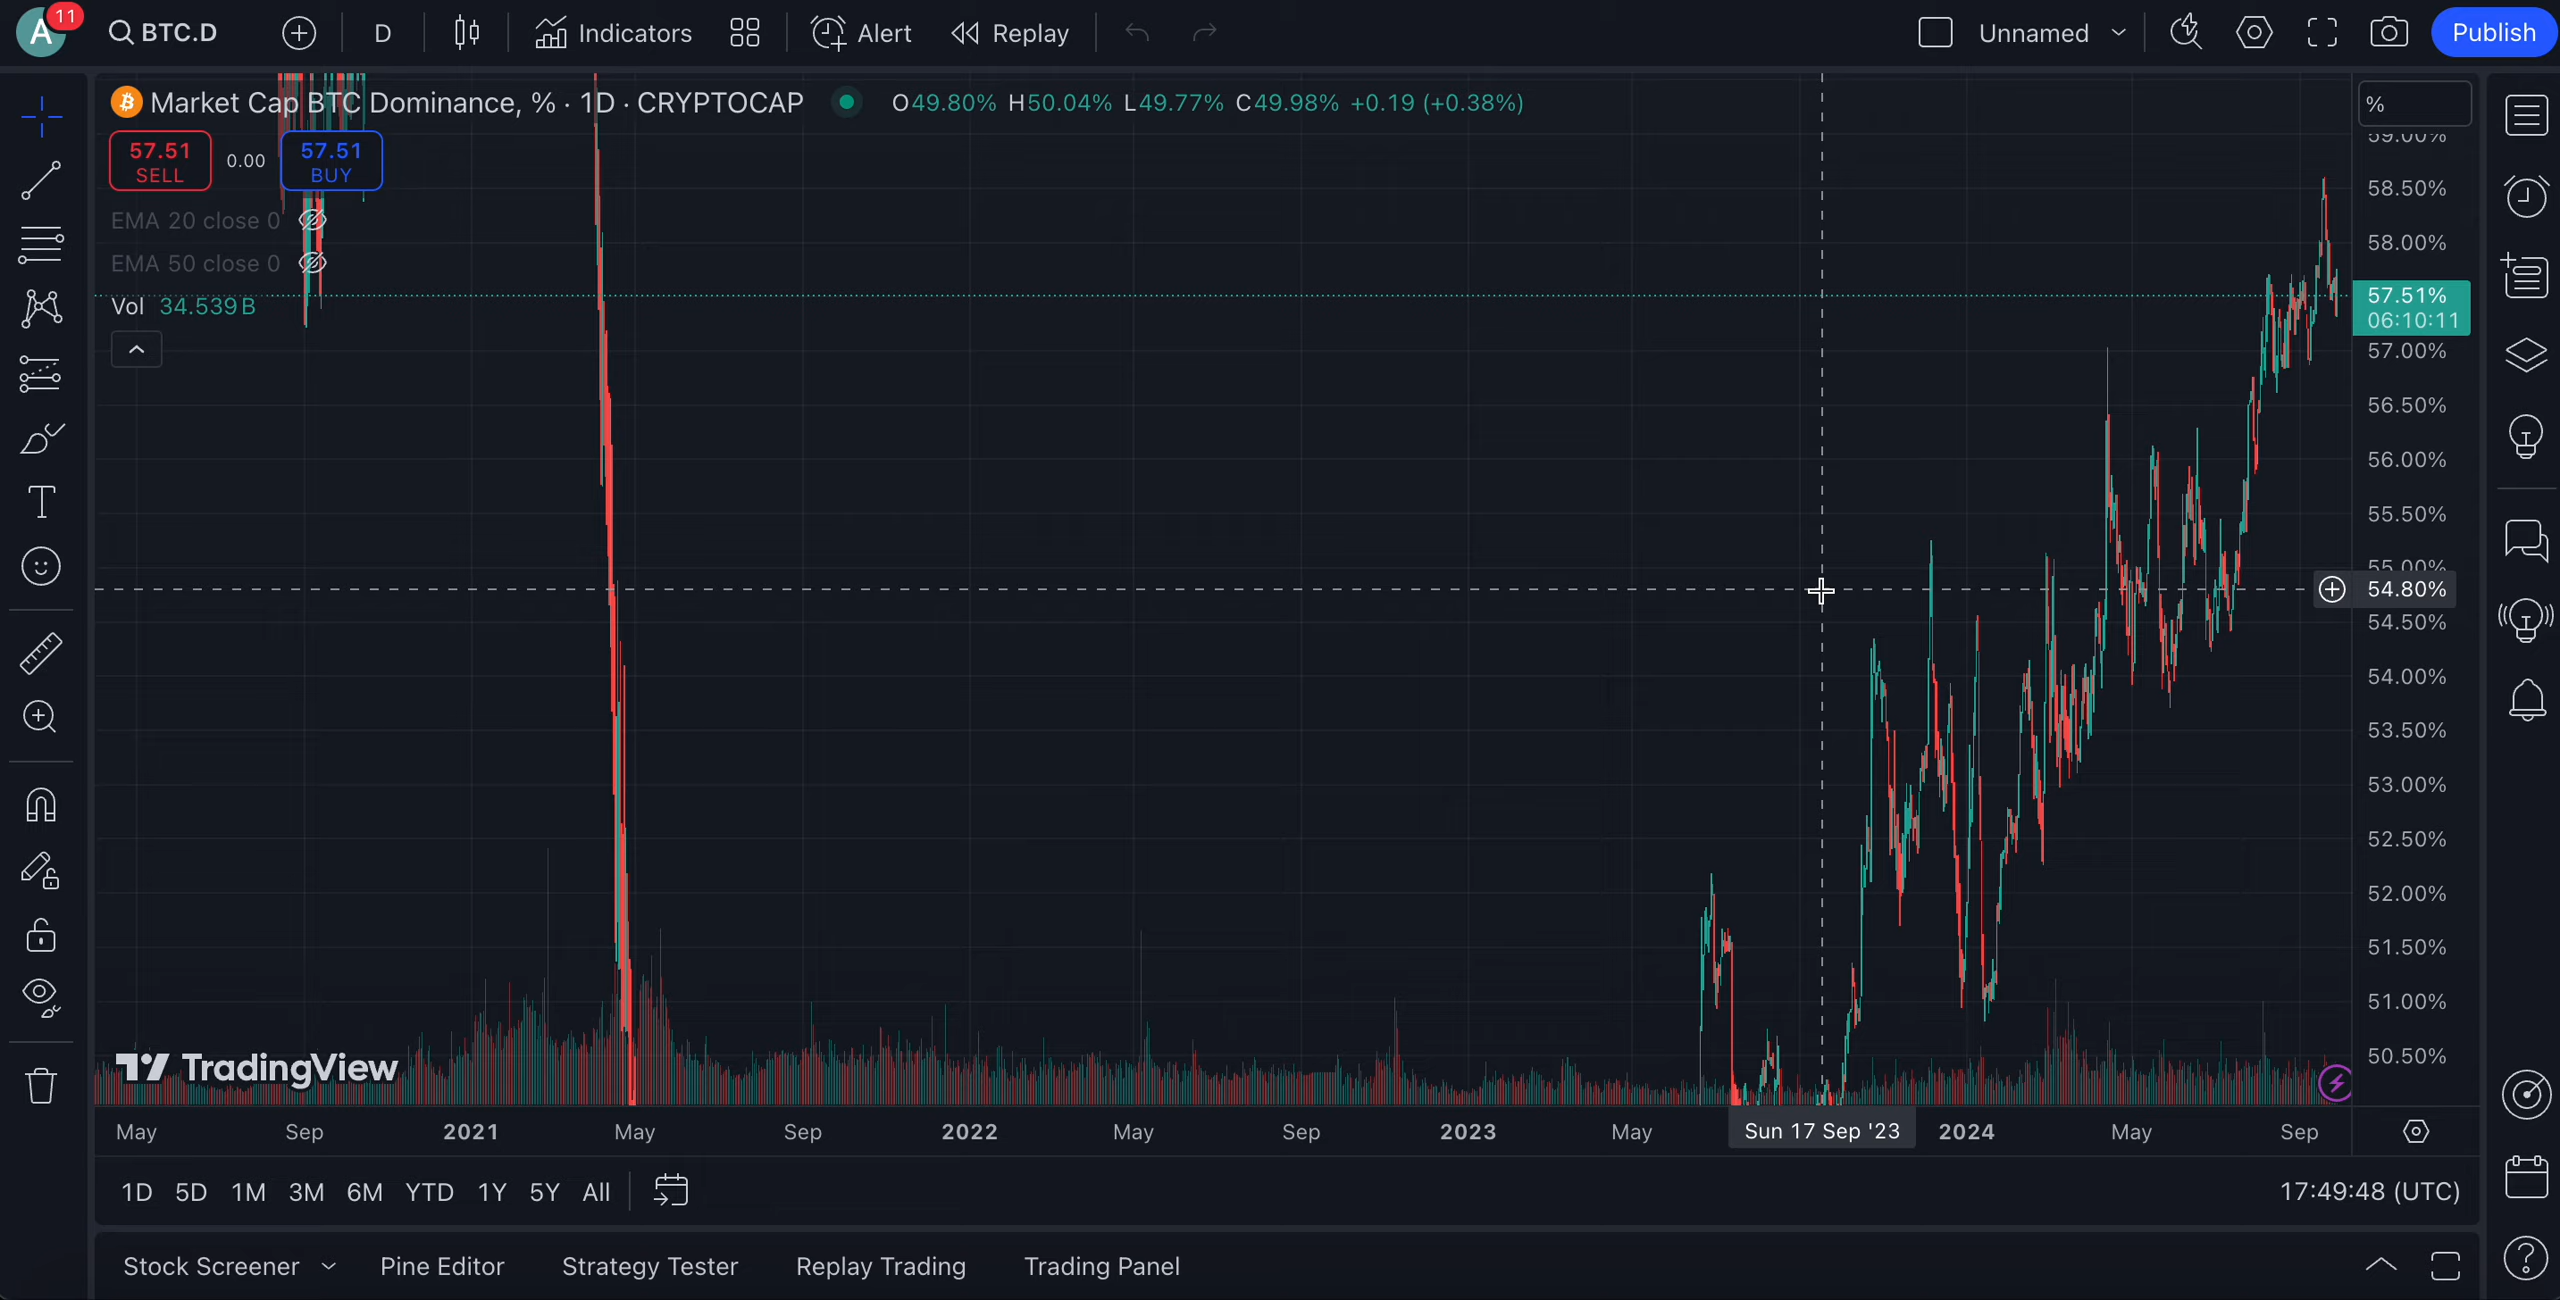 A
11
BTC.D
D
Indicators
Alert
Replay
Unnamed
Publish
Market Cap BTC Dominance, % · 1D · CRYPTOCAP
O49.80% H50.04% L49.77% C49.98% +0.19 (+0.38%)
%
57.51
SELL
0.00
57.51
BUY
EMA 20 close 0
EMA 50 close 0
Vol 34.539B
59.00%
58.50%
58.00%
57.51%
06:10:11
57.00%
56.50%
56.00%
55.50%
55.00%
54.80%
54.50%
54.00%
53.50%
53.00%
52.50%
52.00%
51.50%
51.00%
50.50%
TradingView
May
Sep
2021
May
Sep
2022
May
Sep
2023
May
Sun 17 Sep '23
2024
May
Sep
1D 5D 1M 3M 6M YTD 1Y 5Y All
17:49:48 (UTC)
Stock Screener
Pine Editor
Strategy Tester
Replay Trading
Trading Panel